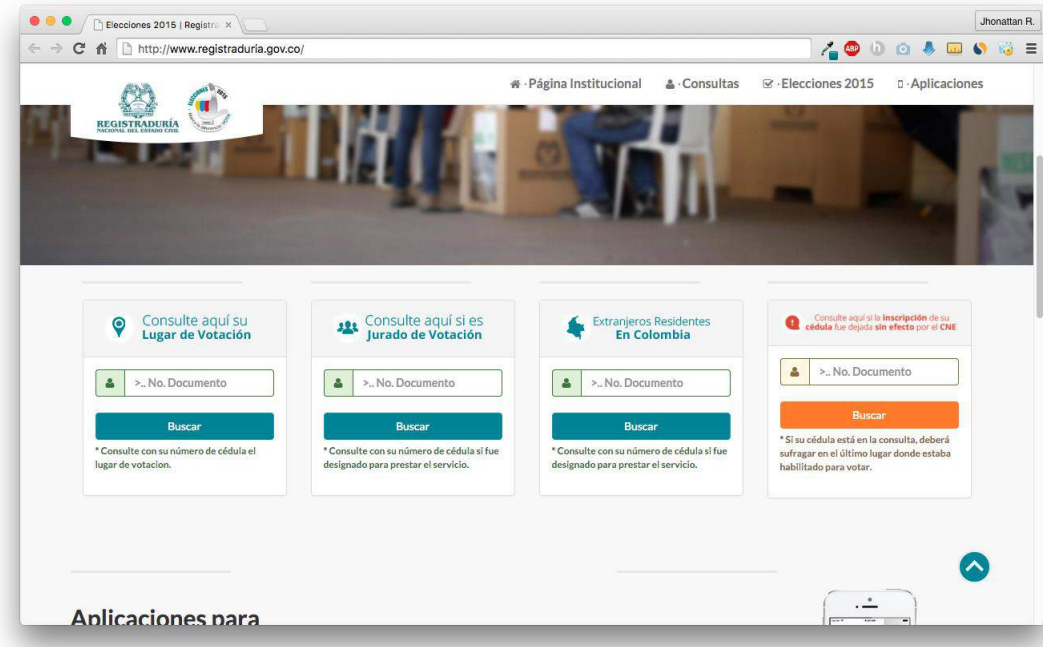 Elecciones 2015 | Registra
Jhonattan R.
http://www.registraduria.gov.co/
ABP
REGISTRADURÍA
NACIONAL DEL ESTADO CIVIL
ELECCIONES 2015
· Página Institucional
· Consultas
· Elecciones 2015
· Aplicaciones
Consulte aquí su
Lugar de Votación
>.. No. Documento
Buscar
* Consulte con su número de cédula el
lugar de votacion.
Consulte aquí si es
Jurado de Votación
>.. No. Documento
Buscar
* Consulte con su número de cédula si fue
designado para prestar el servicio.
Extranjeros Residentes
En Colombia
>.. No. Documento
Buscar
* Consulte con su número de cédula si fue
designado para prestar el servicio.
Consulte aquí si la inscripción de su
cédula fue dejada sin efecto por el CNE
>.. No. Documento
Buscar
* Si su cédula está en la consulta, deberá
sufragar en el último lugar donde estaba
habilitado para votar.
Aplicaciones para